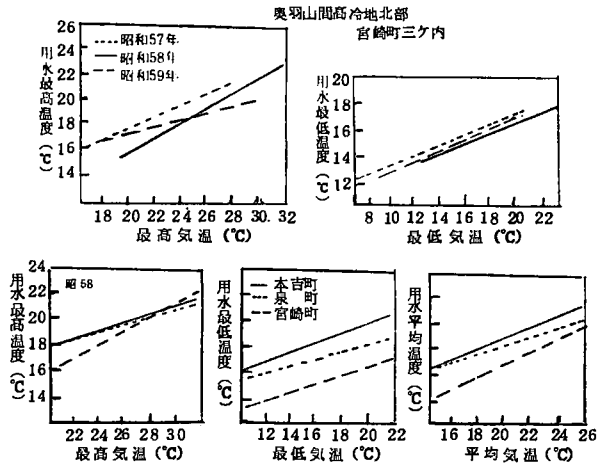 奥羽山間高冷地北部
宮崎町三ケ内
用水最高温度(℃)
26
24
22
20
18
16
14
昭和57年
昭和58年
昭和59年
18 20 22 24 26 28 30. 32
最高気温(℃)
用水最低温度(℃)
20
18
16
14
12
8 10 12 14 16 18 20 22
最低気温(℃)
用水最高温度(℃)
24
22
20
18
16
14
昭58
22 24 26 28 30
最高気温(℃)
用水最低温度(℃)
本吉町
泉町
宮崎町
12 14 16 18 20 22
最低気温(℃)
用水平均温度(℃)
16 18 20 22 24 26
平均気温(℃)